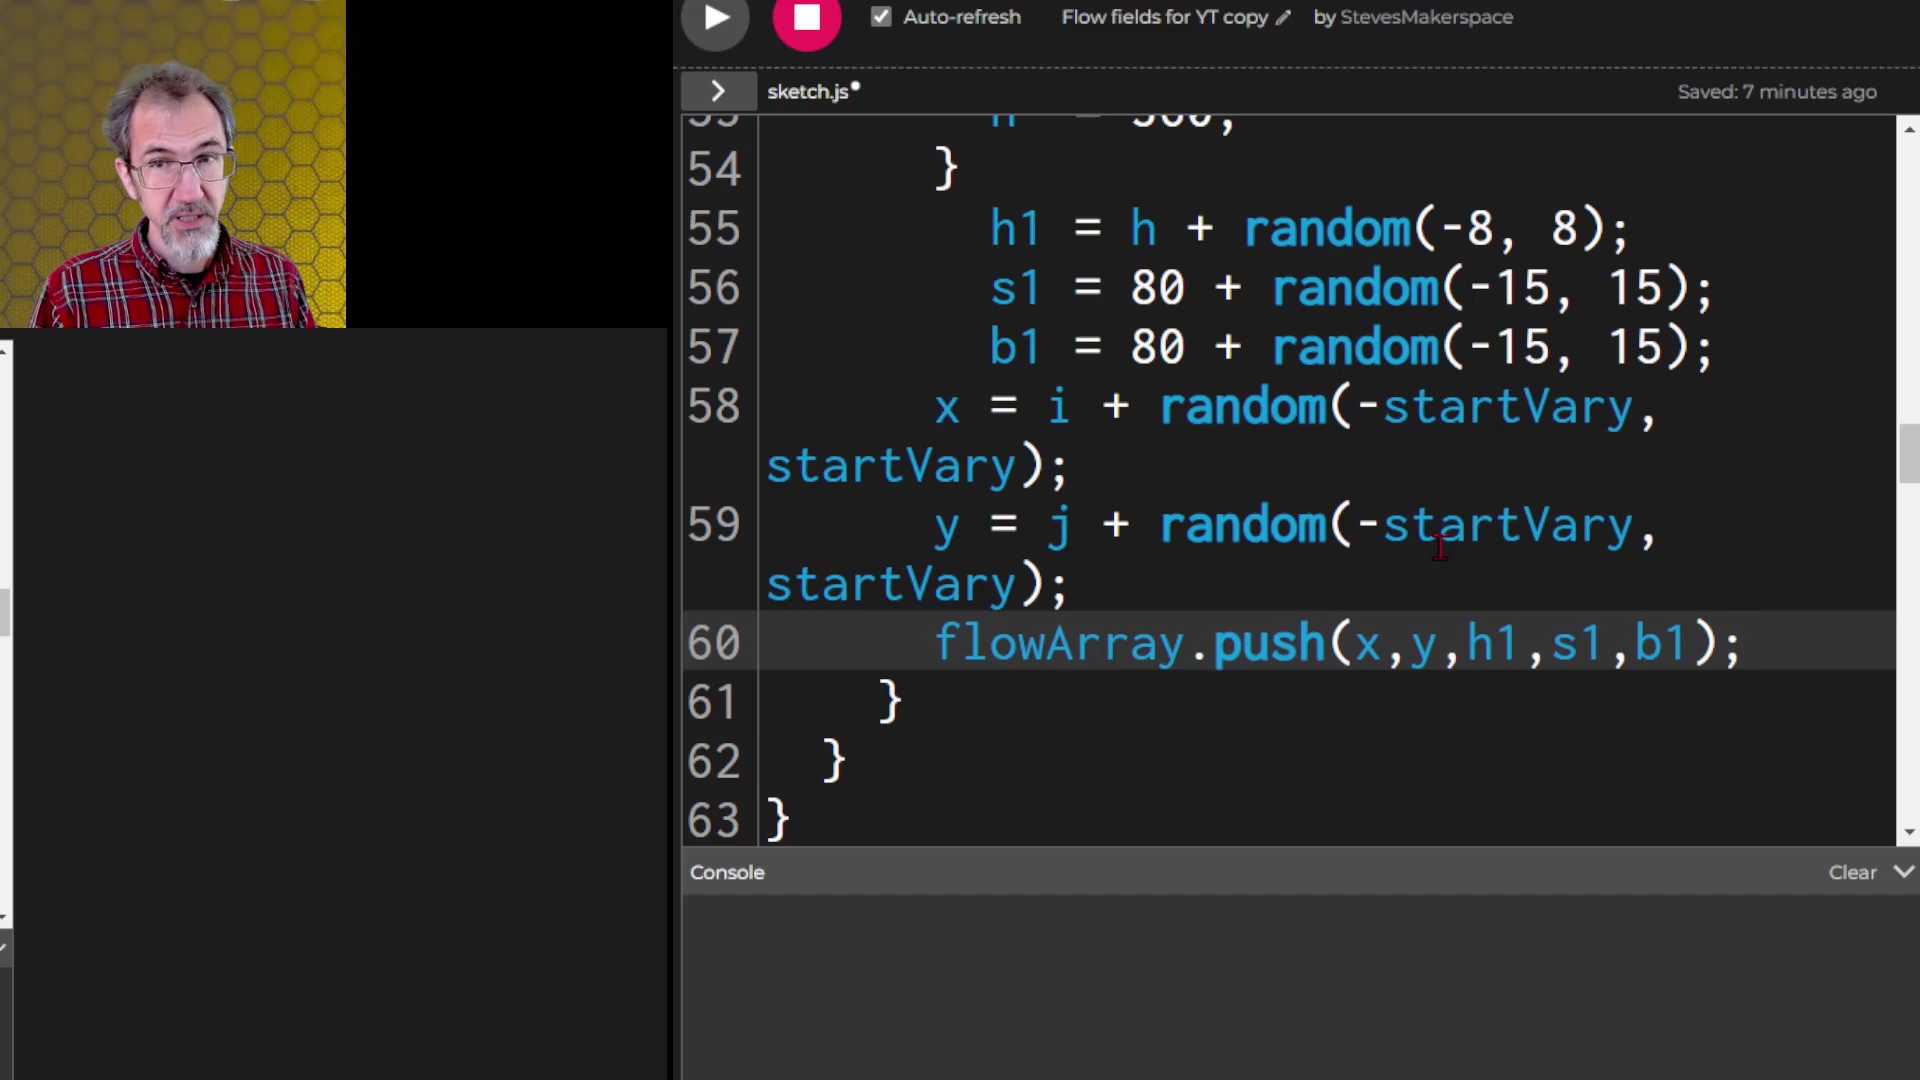 Auto-refresh Flow fields for YT copy by StevesMakerspace
sketch.js Saved: 7 minutes ago
54 }
55 h1 = h + random(-8, 8);
56 s1 = 80 + random(-15, 15);
57 b1 = 80 + random(-15, 15);
58 x = i + random(-startVary,
startVary);
59 y = j + random(-startVary,
startVary);
60 flowArray.push(x,y,h1,s1,b1);
61 }
62 }
63 }
Console Clear